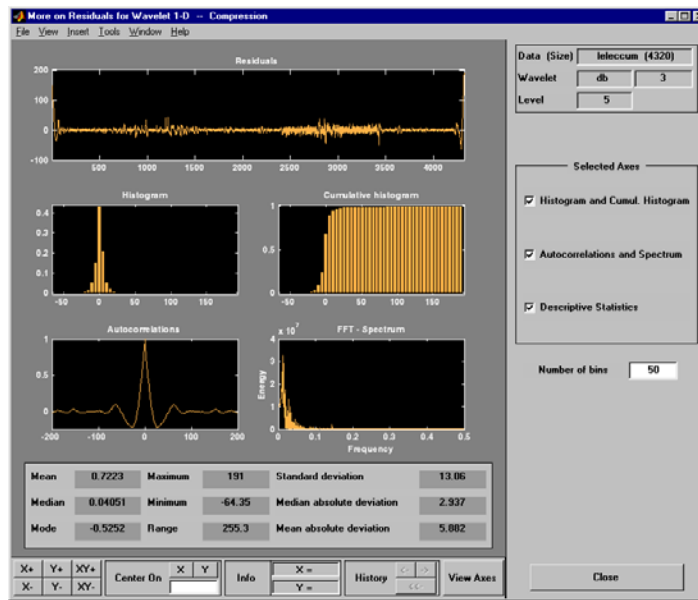 More on Residuals for Wavelet 1-D -- Compression
File View Insert Tools Window Help
Residuals
200
100
0
-100
500 1000 1500 2000 2500 3000 3500 4000
Histogram
0.4
0.3
0.2
0.1
0
-50 0 50 100 150
Cumulative histogram
1
0.5
0
-50 0 50 100 150
Autocorrelations
1
0.5
0
-200 -100 0 100 200
FFT - Spectrum
x 10^7
4
3
2
1
0
Energy
0 0.1 0.2 0.3 0.4 0.5
Frequency
Mean 0.7223 Maximum 191 Standard deviation 13.06
Median 0.04051 Minimum -64.35 Median absolute deviation 2.937
Mode -0.5252 Range 255.3 Mean absolute deviation 5.882
Data (Size) leleccum (4320)
Wavelet db 3
Level 5
Selected Axes
Histogram and Cumul. Histogram
Autocorrelations and Spectrum
Descriptive Statistics
Number of bins 50
X+ Y+ XY+
X- Y- XY-
Center On X Y
Info X =
Y =
History <- -> <<-
View Axes
Close